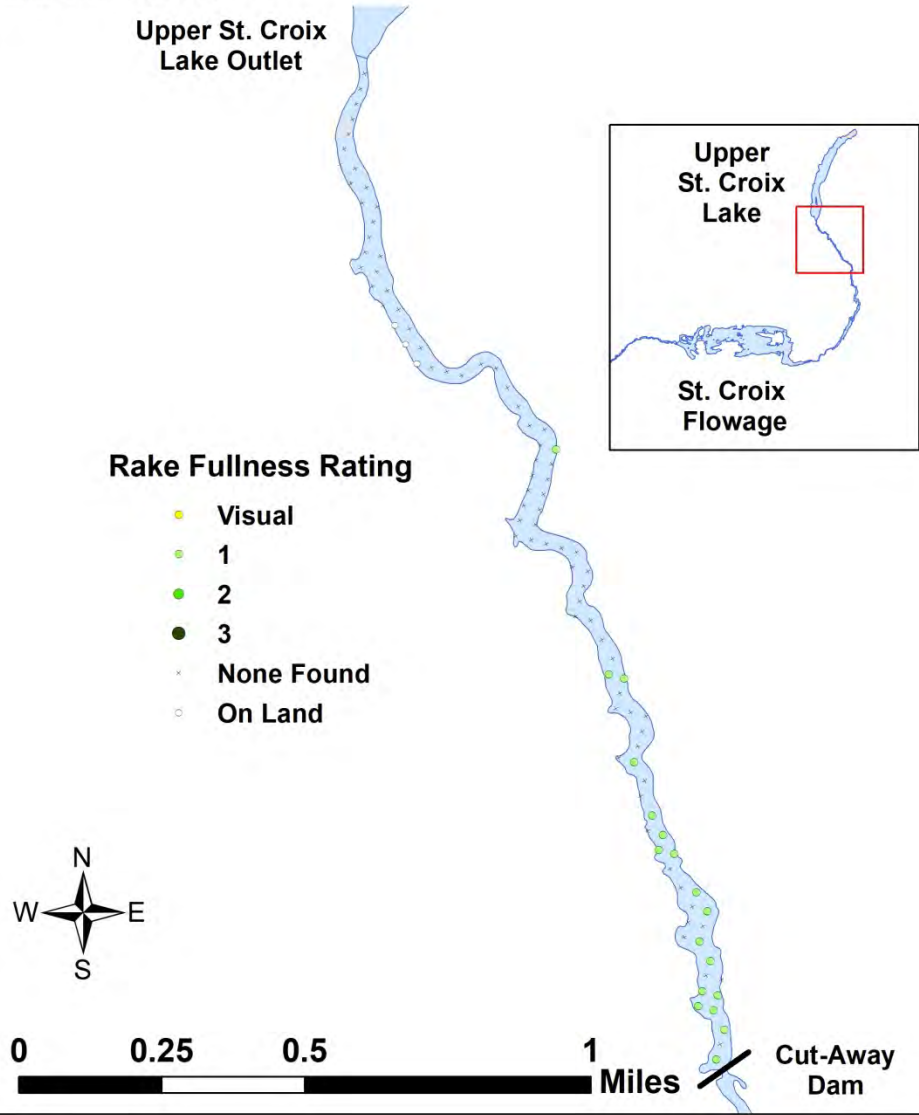 Upper St. Croix
Lake Outlet
Upper
St. Croix
Lake
St. Croix
Flowage
Rake Fullness Rating
Visual
1
2
3
None Found
On Land
N
W E
S
0 0.25 0.5 1 Miles
Cut-Away
Dam